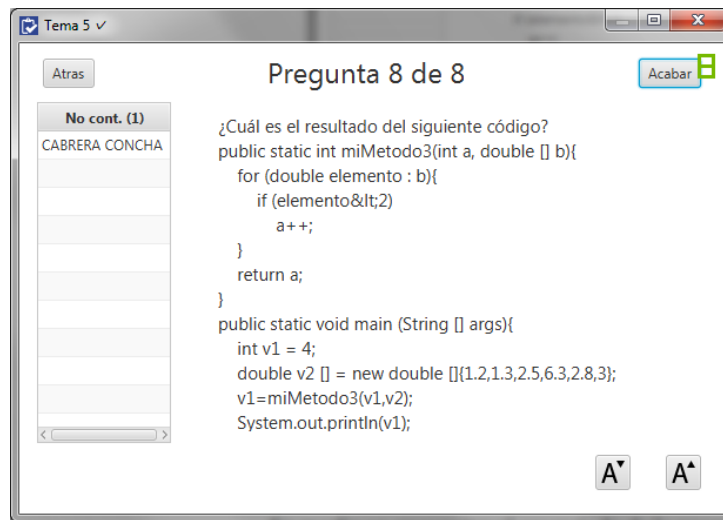 Tema 5 ✓
Atras
Pregunta 8 de 8
Acabar
8
No cont. (1)
CABRERA CONCHA
¿Cuál es el resultado del siguiente código?
public static int miMetodo3(int a, double [] b){
for (double elemento : b){
if (elemento&lt;2)
a++;
}
return a;
}
public static void main (String [] args){
int v1 = 4;
double v2 [] = new double []{1.2,1.3,2.5,6.3,2.8,3};
v1=miMetodo3(v1,v2);
System.out.println(v1);
A▼
A▲